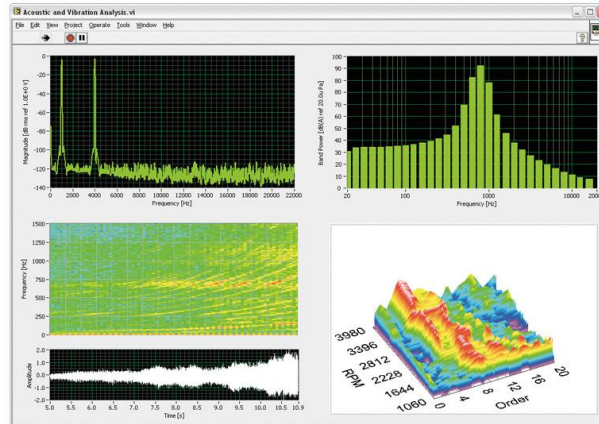 Acoustic and Vibration Analysis.vi
File Edit View Project Operate Tools Window Help
Magnitude [dB rms ref 1.0E+0 V]
0
-20
-40
-60
-80
-100
-120
-140
0 2000 4000 6000 8000 10000 12000 14000 16000 18000 20000 22000
Frequency [Hz]
Band Power [dB(A) ref 20.0u Pa]
100
90
80
70
60
50
40
30
20
10
0
20 100 1000 10000 20000
Frequency [Hz]
Frequency [Hz]
1500
1250
1000
750
500
250
0
Amplitude
2.0
1.0
0.0
-1.0
-2.0
5.0 5.5 6.0 6.5 7.0 7.5 8.0 8.5 9.0 9.5 10.0 10.5 10.9
Time [s]
3980
3396
2812
2228
1644
1060
RPM
0 4 8 12 16 20
Order